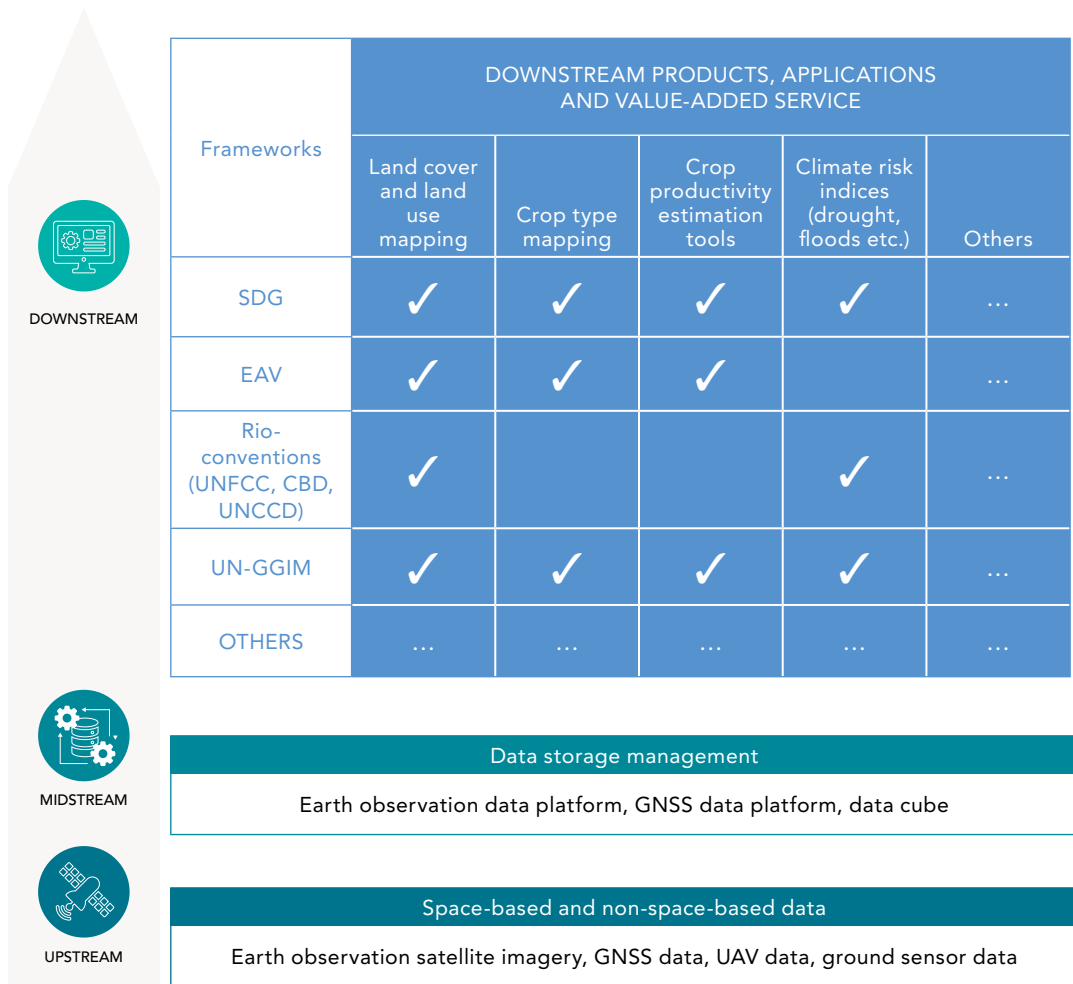 DOWNSTREAM PRODUCTS, APPLICATIONS
AND VALUE-ADDED SERVICE
Frameworks
Land cover
and land
use
mapping
Crop type
mapping
Crop
productivity
estimation
tools
Climate risk
indices
(drought,
floods etc.)
Others
DOWNSTREAM
SDG
✓ ✓ ✓ ✓ ...
EAV
✓ ✓ ✓ ...
Rio-
conventions
(UNFCC, CBD,
UNCCD)
✓ ✓ ...
UN-GGIM
✓ ✓ ✓ ✓ ...
OTHERS
... ... ... ... ...
MIDSTREAM
Data storage management
Earth observation data platform, GNSS data platform, data cube
UPSTREAM
Space-based and non-space-based data
Earth observation satellite imagery, GNSS data, UAV data, ground sensor data